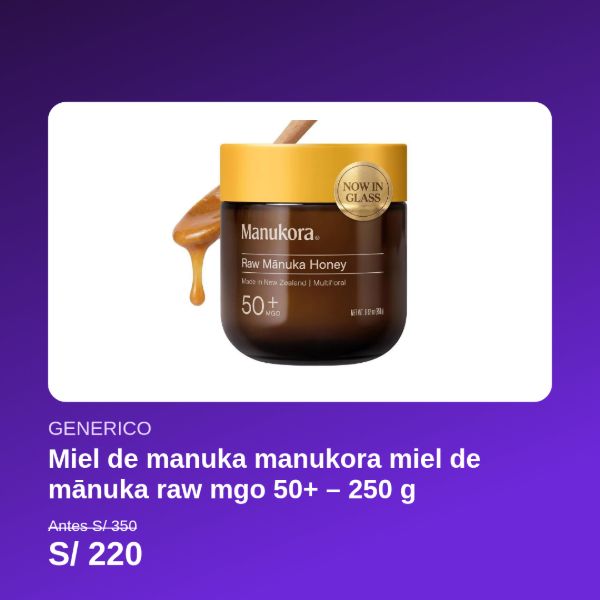 NOW IN
GLASS
Manukora
Raw Mānuka Honey
Made in New Zealand | Multifloral
50+
MGO
GENERICO
Miel de manuka manukora miel de
mānuka raw mgo 50+ – 250 g
Antes S/ 350
S/ 220